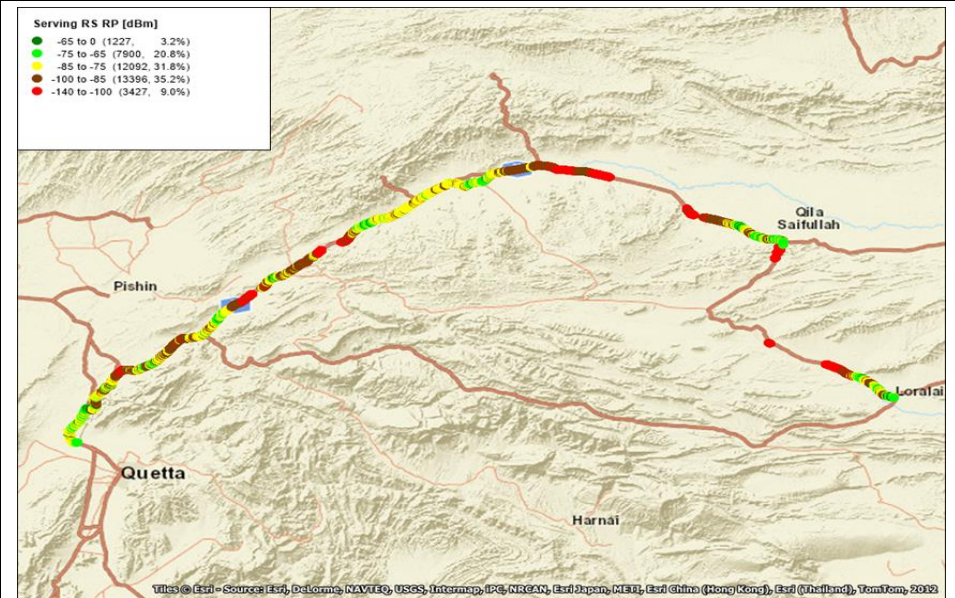 Serving RS RP [dBm]
-65 to 0 (1227, 3.2%)
-75 to -65 (7900, 20.8%)
-85 to -75 (12092, 31.8%)
-100 to -85 (13396, 35.2%)
-140 to -100 (3427, 9.0%)
Qila
Saifullah
Pishin
Loralai
Quetta
Harnai
Tiles © Esri - Source: Esri, DeLorme, NAVTEQ, USGS, Intermap, iPC, NRCAN, Esri Japan, METI, Esri China (Hong Kong), Esri (Thailand), TomTom, 2012